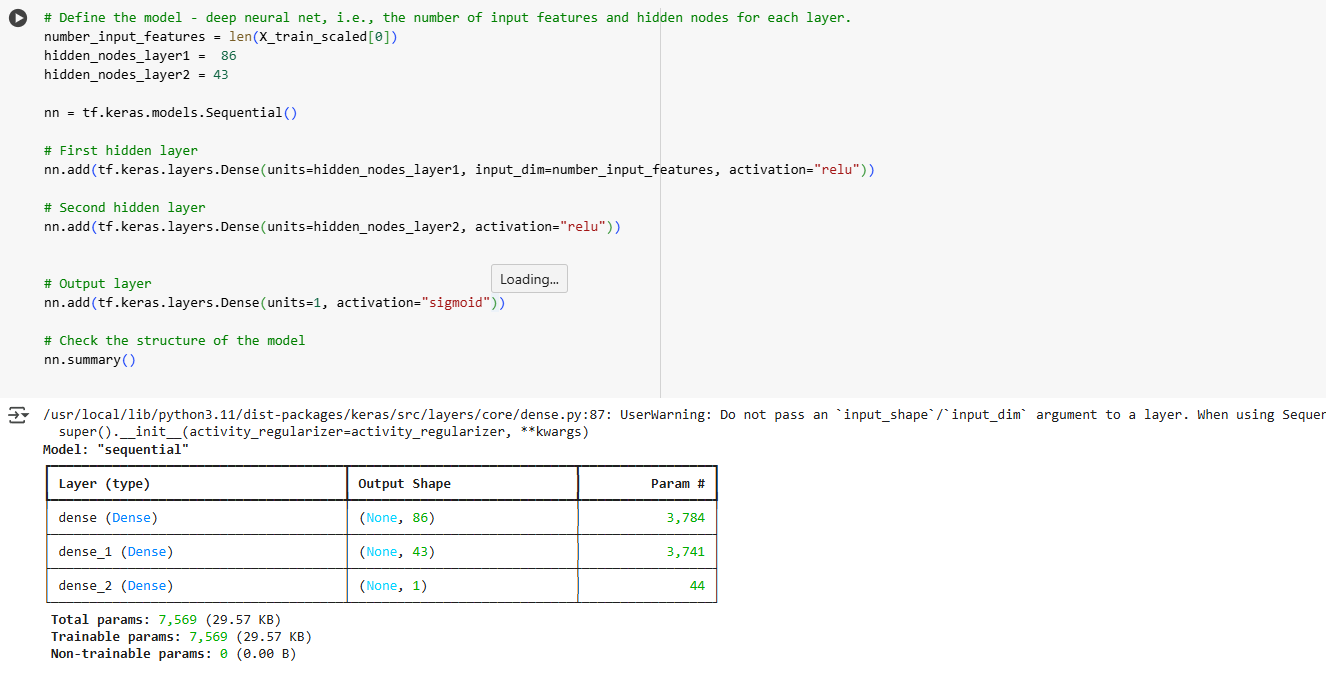 # Define the model - deep neural net, i.e., the number of input features and hidden nodes for each layer.
number_input_features = len(X_train_scaled[0])
hidden_nodes_layer1 =  86
hidden_nodes_layer2 = 43
nn = tf.keras.models.Sequential()
# First hidden layer
nn.add(tf.keras.layers.Dense(units=hidden_nodes_layer1, input_dim=number_input_features, activation="relu"))
# Second hidden layer
nn.add(tf.keras.layers.Dense(units=hidden_nodes_layer2, activation="relu"))
Loading...
# Output layer
nn.add(tf.keras.layers.Dense(units=1, activation="sigmoid"))
# Check the structure of the model
nn.summary()
/usr/local/lib/python3.11/dist-packages/keras/src/layers/core/dense.py:87: UserWarning: Do not pass an `input_shape`/`input_dim` argument to a layer. When using Sequer
super().__init__(activity_regularizer=activity_regularizer, **kwargs)
Model: "sequential"
Layer (type) Output Shape Param #
dense (Dense) (None, 86) 3,784
dense_1 (Dense) (None, 43) 3,741
dense_2 (Dense) (None, 1) 44
Total params: 7,569 (29.57 KB)
Trainable params: 7,569 (29.57 KB)
Non-trainable params: 0 (0.00 B)